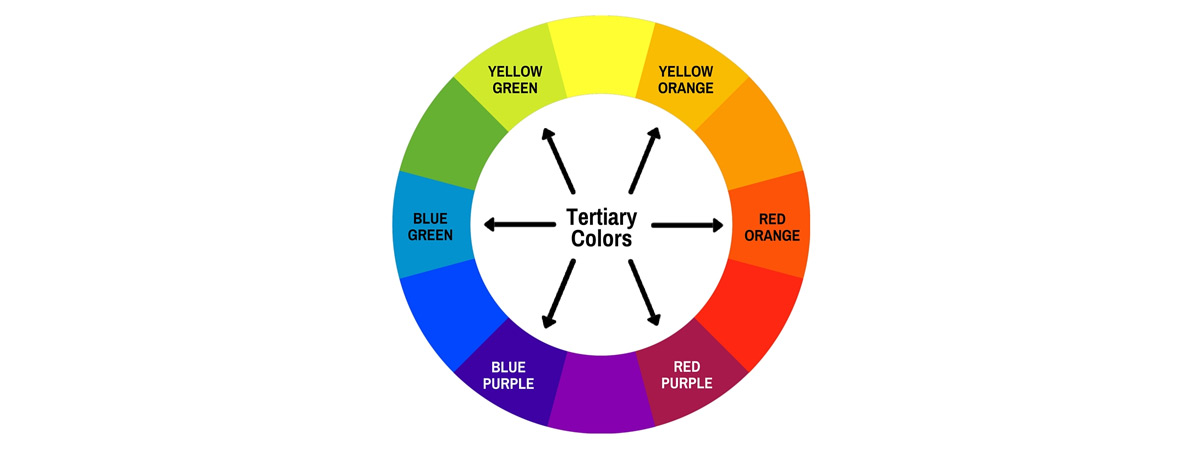 YELLOW
GREEN
YELLOW
ORANGE
BLUE
GREEN
Tertiary
Colors
RED
ORANGE
BLUE
PURPLE
RED
PURPLE